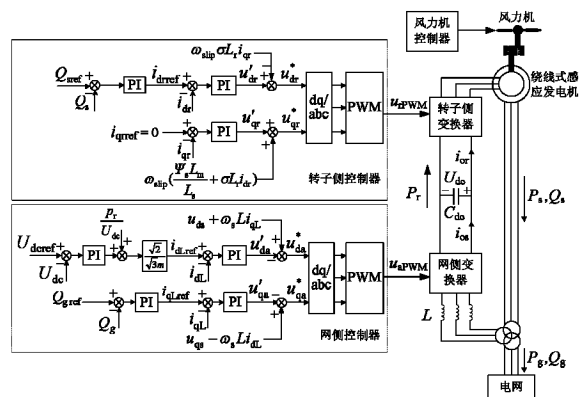 风力机
控制器
风力机
绕线式感
应发电机
ω_slip σL_r i_qr
Q_sref + − Q_s PI i_drref + − i_dr PI u'_dr + − u*_dr
i_qrref = 0 + − i_qr PI u'_qr + + u*_qr
ω_slip(Ψ_s L_m / L_s + σL_r i_dr)
dq/
abc
PWM
u_rPWM
转子侧控制器
转子侧
变换器
P_r
i_cr
U_dc
− +
C_dc
i_cs
P_s, Q_s
u_ds + ω_s L i_qL
p_r / U_dc
U_dcref + − U_dc PI + + √2 / √3m i_dLref + − i_dL PI u'_da − + u*_da
Q_gref + − Q_g PI i_qLref + − i_qL PI u'_qa − + u*_qa
u_qs − ω_s L i_dL
dq/
abc
PWM
u_aPWM
网侧控制器
网侧
变换器
L
P_g, Q_g
电网